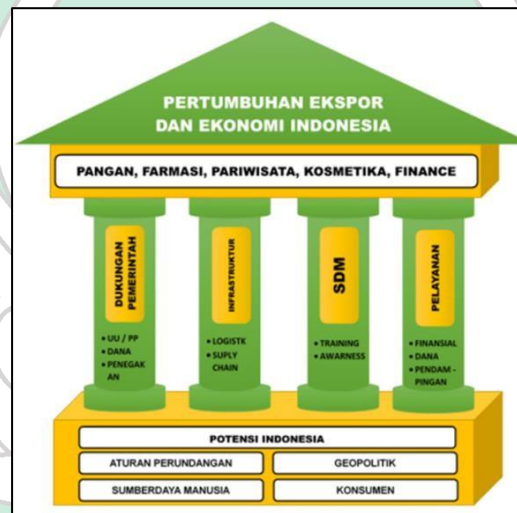 PERTUMBUHAN EKSPOR
DAN EKONOMI INDONESIA
PANGAN, FARMASI, PARIWISATA, KOSMETIKA, FINANCE
DUKUNGAN
PEMERINTAH
• UU / PP
• DANA
• PENEGAK
AN
INFRASTRUKTUR
• LOGISTK
• SUPLY
CHAIN
SDM
• TRAINING
• AWARNESS
PELAYANAN
• FINANSIAL
• DANA
• PENDAM -
PINGAN
POTENSI INDONESIA
ATURAN PERUNDANGAN
GEOPOLITIK
SUMBERDAYA MANUSIA
KONSUMEN